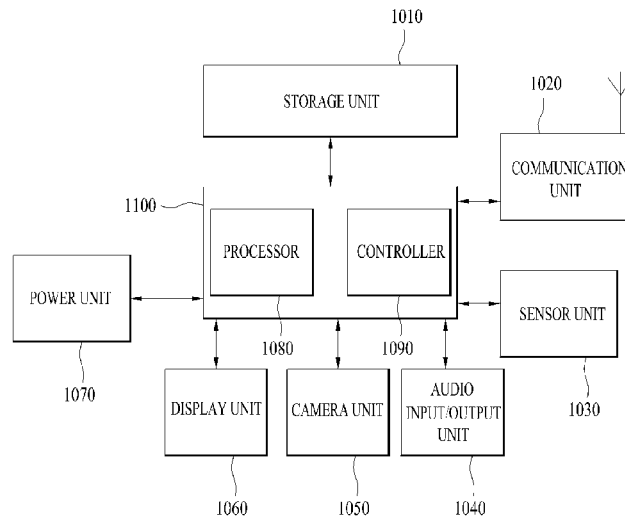 1010
STORAGE UNIT
1020
COMMUNICATION
UNIT
1100
PROCESSOR
CONTROLLER
POWER UNIT
SENSOR UNIT
1080
1090
1070
1030
DISPLAY UNIT
CAMERA UNIT
AUDIO
INPUT/OUTPUT
UNIT
1060
1050
1040